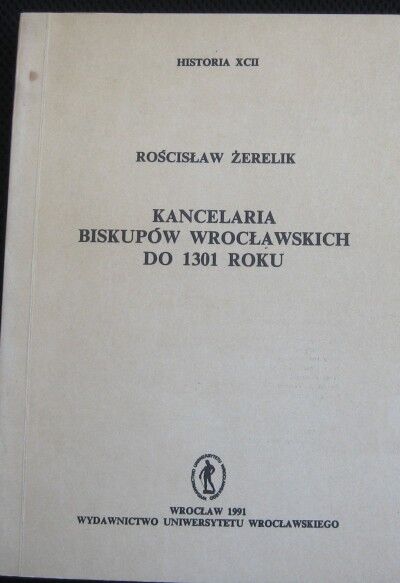 HISTORIA XCII
ROŚCISŁAW ŻERELIK
KANCELARIA
BISKUPÓW WROCŁAWSKICH
DO 1301 ROKU
WROCŁAW 1991
WYDAWNICTWO UNIWERSYTETU WROCŁAWSKIEGO